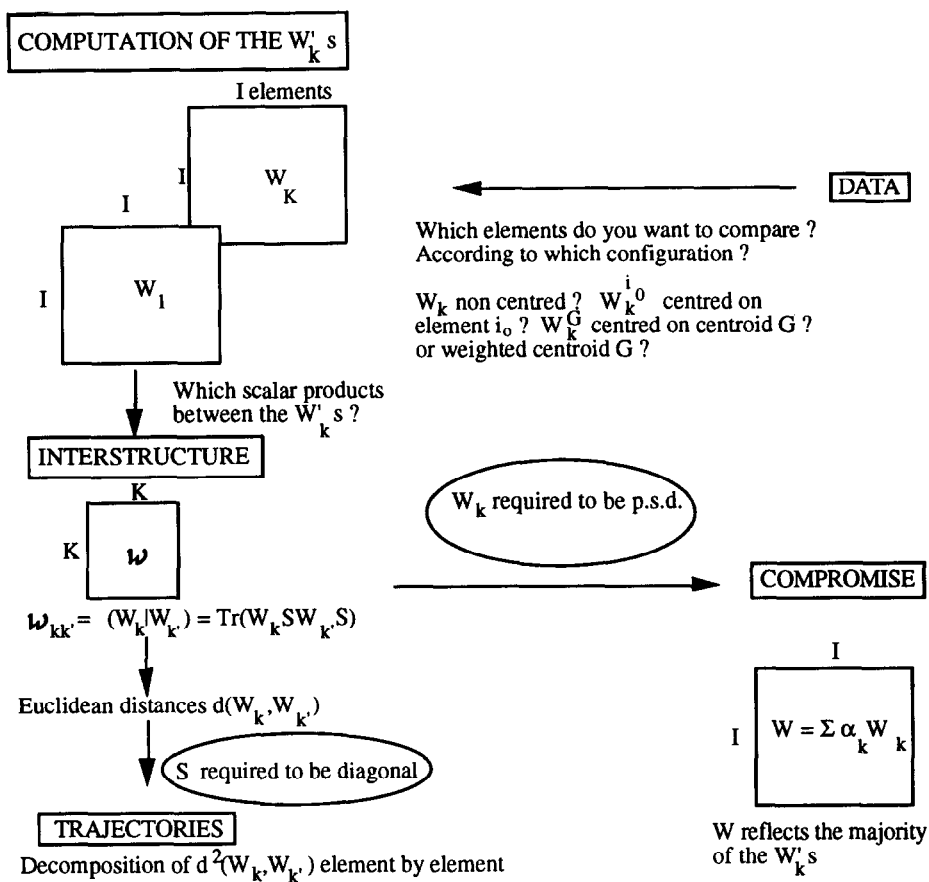 COMPUTATION OF THE W'k s
I elements
I
W K
I
I
W 1
DATA
Which elements do you want to compare ?
According to which configuration ?
Wk non centred ? Wk i0 centred on
element io ? Wk G centred on centroid G ?
or weighted centroid G ?
Which scalar products
between the W'k s ?
INTERSTRUCTURE
K
K
w
Wk required to be p.s.d.
COMPROMISE
wkk' = (Wk|Wk') = Tr(WkSWk'S)
I
Euclidean distances d(Wk,Wk')
I
W = Σ αk Wk
S required to be diagonal
TRAJECTORIES
Decomposition of d²(Wk,Wk') element by element
W reflects the majority
of the W'k s